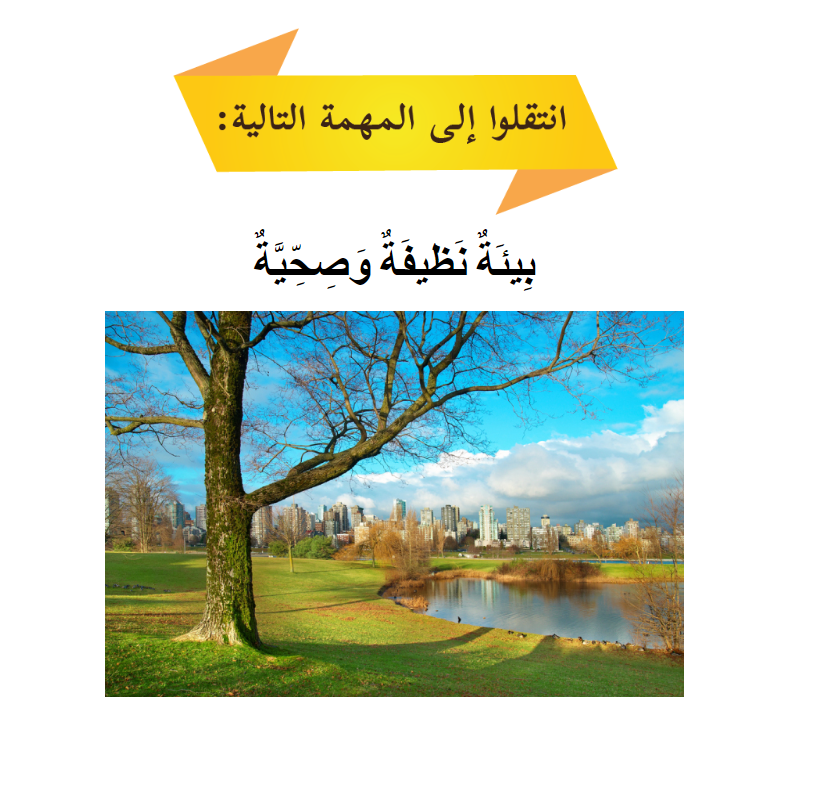 انتقلوا إلى المهمة التالية:
بِيئَةٌ نَظيفَةٌ وَصِحِّيَّةٌ